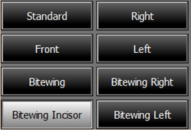 Standard
Right
Front
Left
Bitewing
Bitewing Right
Bitewing Incisor
Bitewing Left